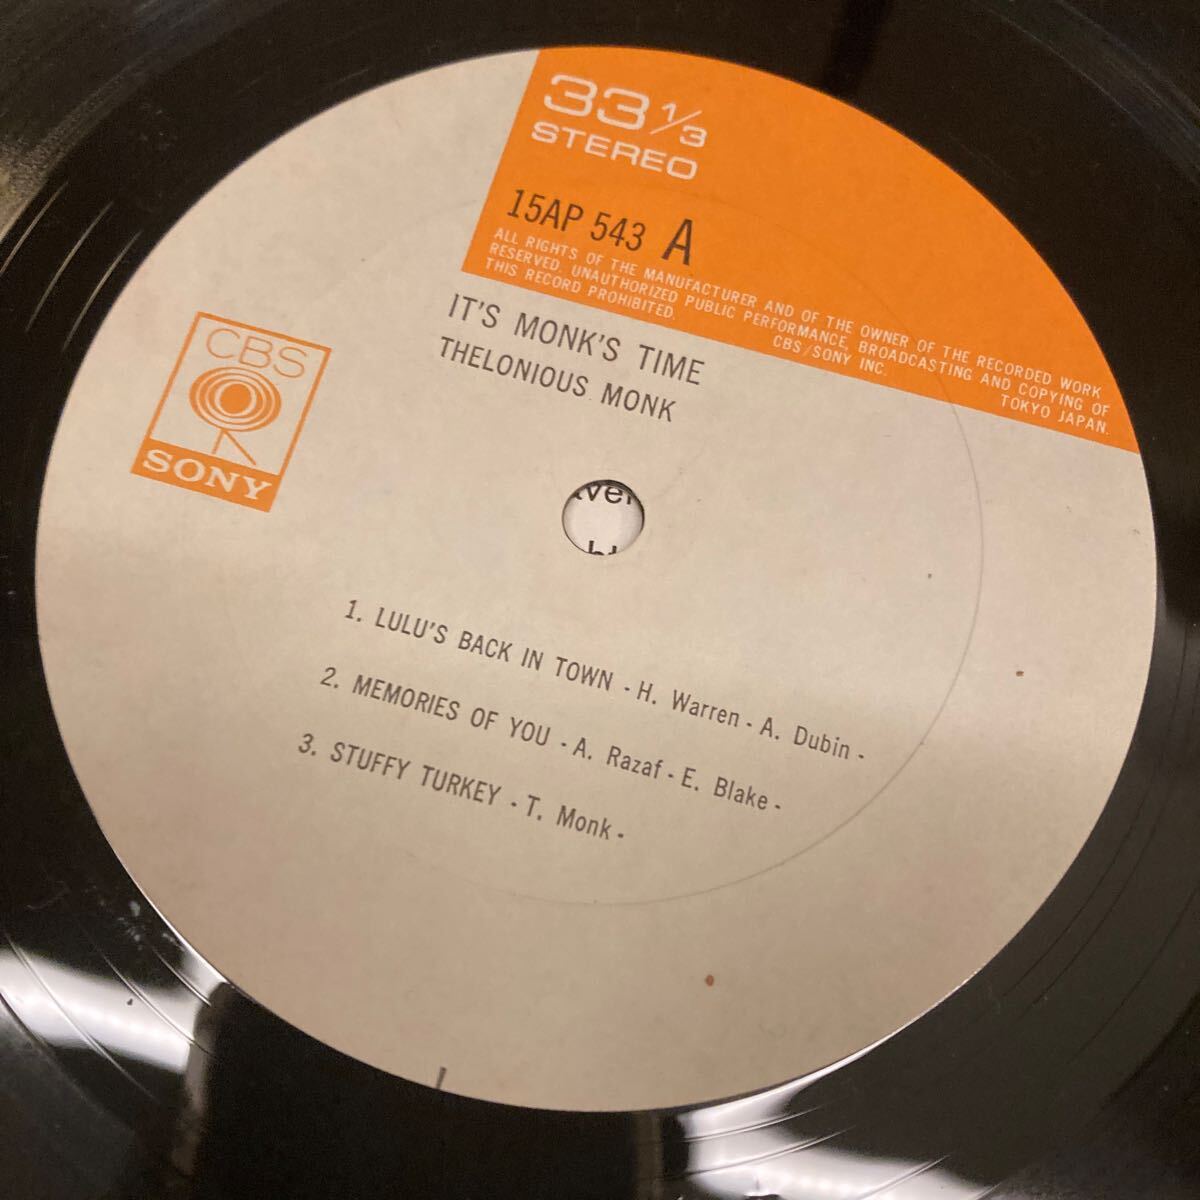 33 1/3
STEREO
15AP 543 A
ALL RIGHTS OF THE MANUFACTURER AND OF THE OWNER OF THE RECORDED WORK
RESERVED. UNAUTHORIZED PUBLIC PERFORMANCE, BROADCASTING AND COPYING OF
THIS RECORD PROHIBITED. CBS/SONY INC. TOKYO JAPAN.
IT'S MONK'S TIME
THELONIOUS MONK
CBS
SONY
1. LULU'S BACK IN TOWN - H. Warren - A. Dubin -
2. MEMORIES OF YOU - A. Razaf - E. Blake -
3. STUFFY TURKEY - T. Monk -